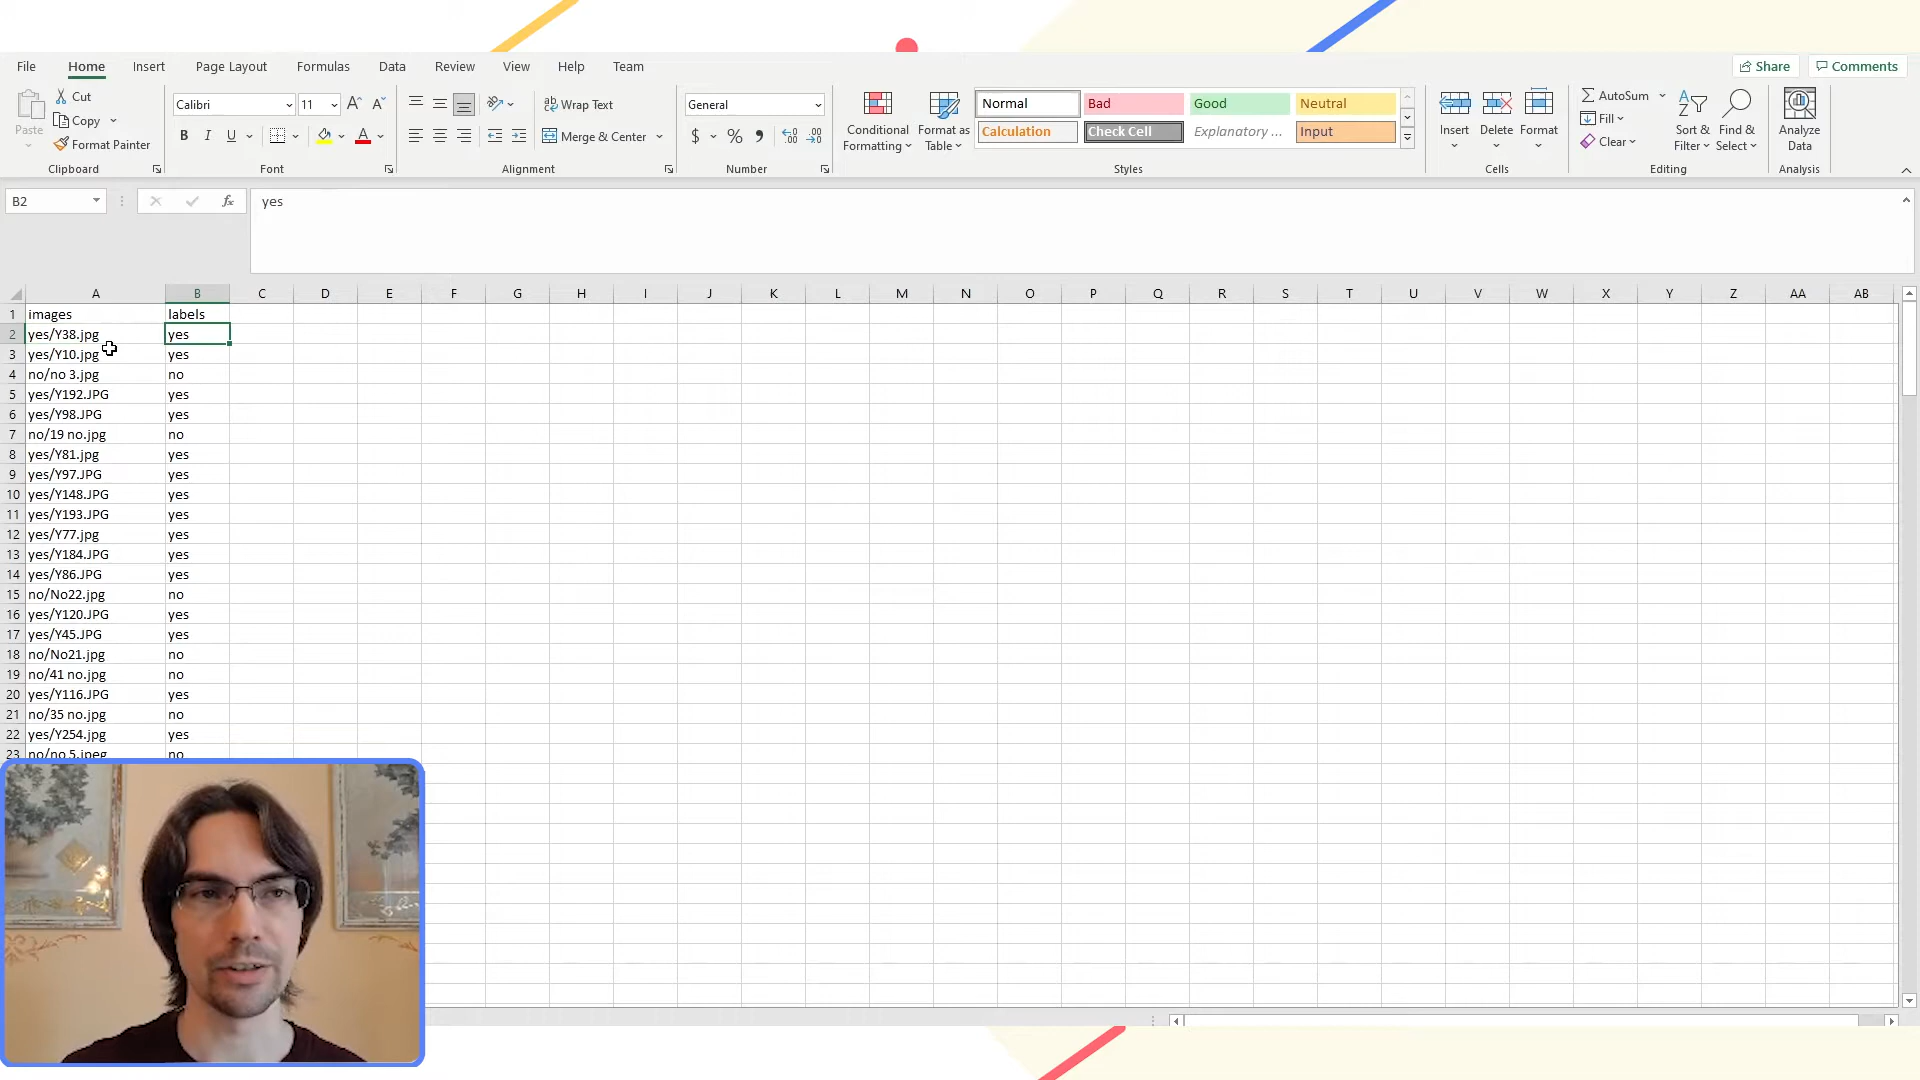 File Home Insert Page Layout Formulas Data Review View Help Team Share Comments
Cut
Copy
Format Painter
Paste
Clipboard
Calibri 11
B I U
Font
Wrap Text
Merge & Center
Alignment
General
$ % 9
Number
Conditional Formatting
Format as Table
Normal Bad Good Neutral
Calculation Check Cell Explanatory ... Input
Styles
Insert Delete Format
Cells
AutoSum
Fill
Clear
Sort & Filter
Find & Select
Editing
Analyze Data
Analysis
B2 fx yes
A B C D E F G H I J K L M N O P Q R S T U V W X Y Z AA AB
1 images labels
2 yes/Y38.jpg yes
3 yes/Y10.jpg yes
4 no/no 3.jpg no
5 yes/Y192.JPG yes
6 yes/Y98.JPG yes
7 no/19 no.jpg no
8 yes/Y81.jpg yes
9 yes/Y97.JPG yes
10 yes/Y148.JPG yes
11 yes/Y193.JPG yes
12 yes/Y77.jpg yes
13 yes/Y184.JPG yes
14 yes/Y86.JPG yes
15 no/No22.jpg no
16 yes/Y120.JPG yes
17 yes/Y45.JPG yes
18 no/No21.jpg no
19 no/41 no.jpg no
20 yes/Y116.JPG yes
21 no/35 no.jpg no
22 yes/Y254.jpg yes
23 no/no 5.jpeg no